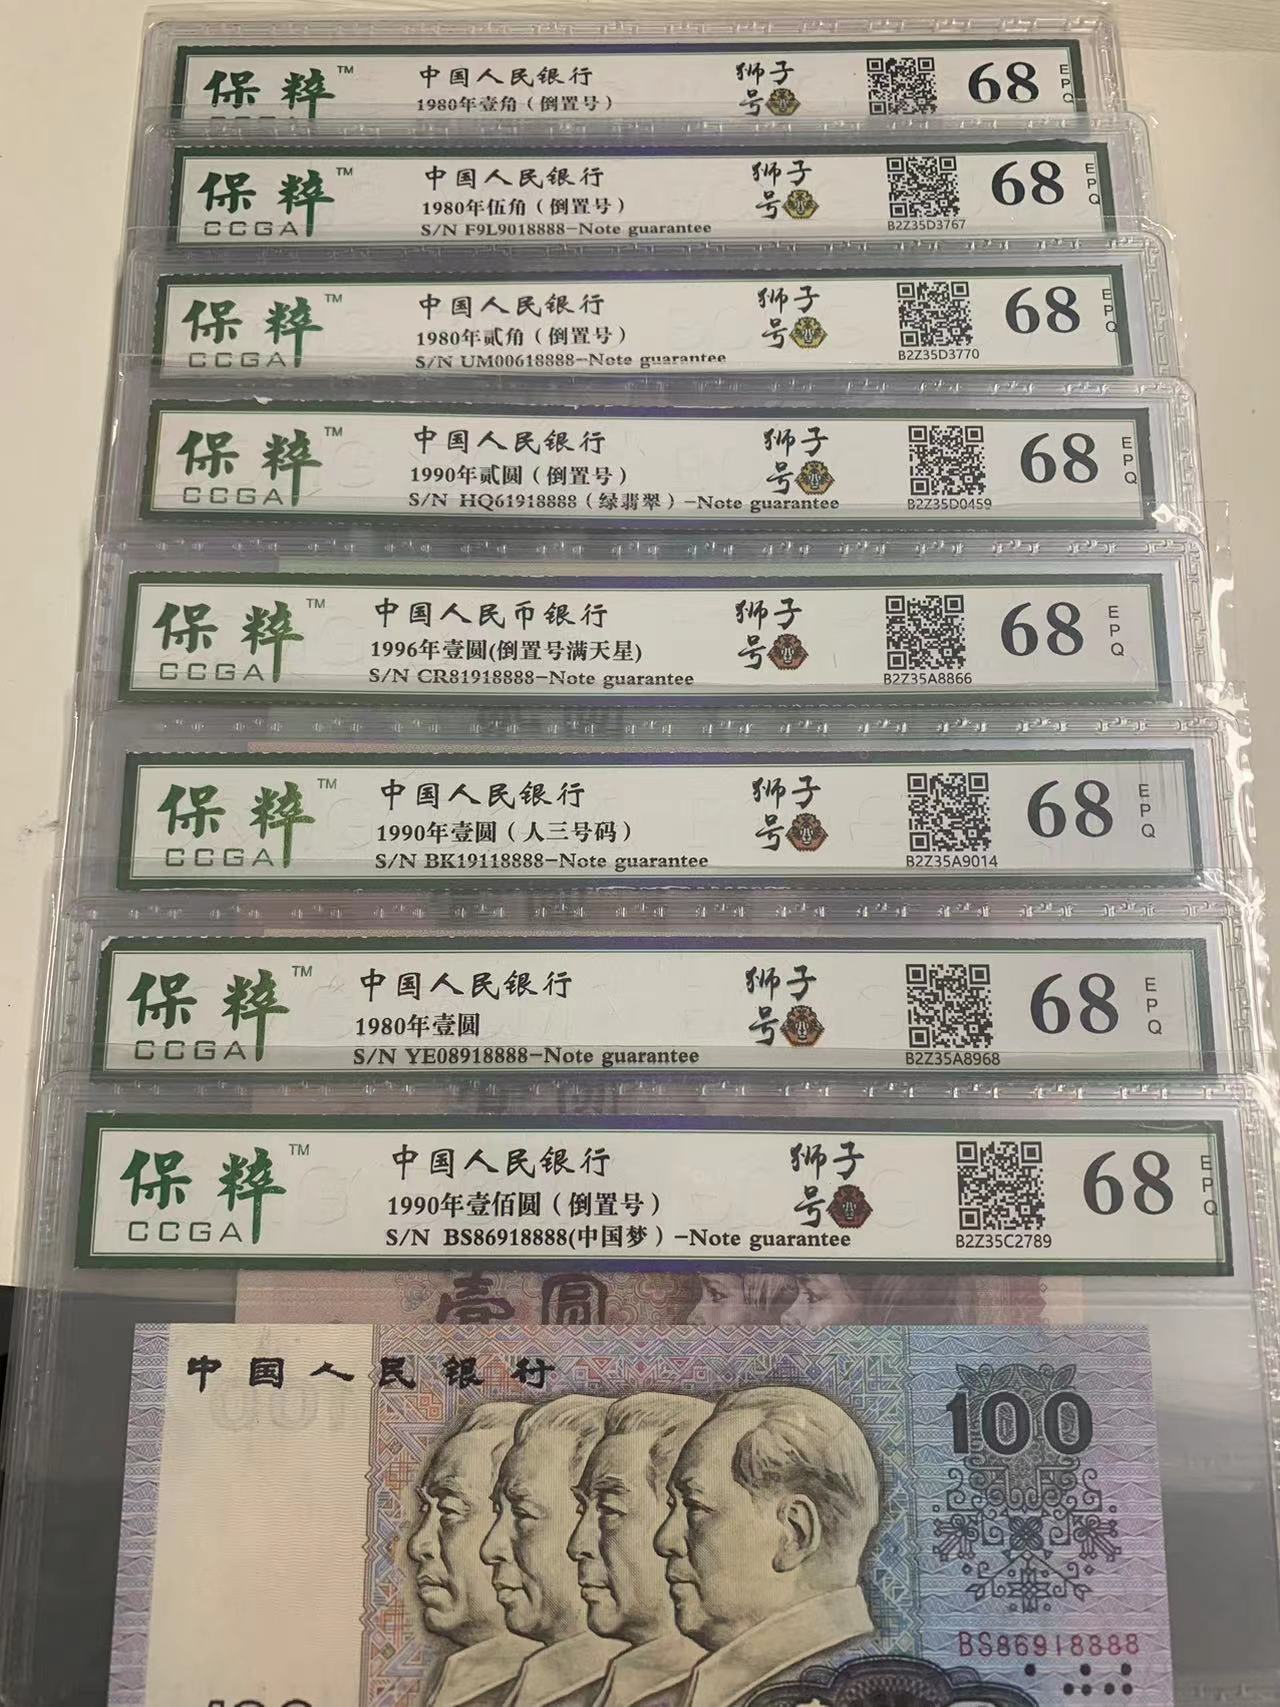 保粹™ 中国人民银行 狮子号 68 EPQ
1980年壹角（倒置号）
保粹™ 中国人民银行 狮子号 68 EPQ
1980年伍角（倒置号）
CCGA S/N F9L9018888-Note guarantee B2Z35D3767
保粹™ 中国人民银行 狮子号 68 EPQ
1980年贰角（倒置号）
CCGA S/N UM00618888-Note guarantee B2Z35D3770
保粹™ 中国人民银行 狮子号 68 EPQ
1990年贰圆（倒置号）
CCGA S/N HQ61918888（绿翡翠）-Note guarantee B2Z35D0459
保粹™ 中国人民币银行 狮子号 68 EPQ
1996年壹圆(倒置号满天星)
CCGA S/N CR81918888-Note guarantee B2Z35A8866
保粹™ 中国人民银行 狮子号 68 EPQ
1990年壹圆（人三号码）
CCGA S/N BK19118888-Note guarantee B2Z35A9014
保粹™ 中国人民银行 狮子号 68 EPQ
1980年壹圆
CCGA S/N YE08918888-Note guarantee B2Z35A8968
保粹™ 中国人民银行 狮子号 68 EPQ
1990年壹佰圆（倒置号）
CCGA S/N BS86918888(中国梦）-Note guarantee B2Z35C2789
壹圆
中国人民银行
100
BS86918888